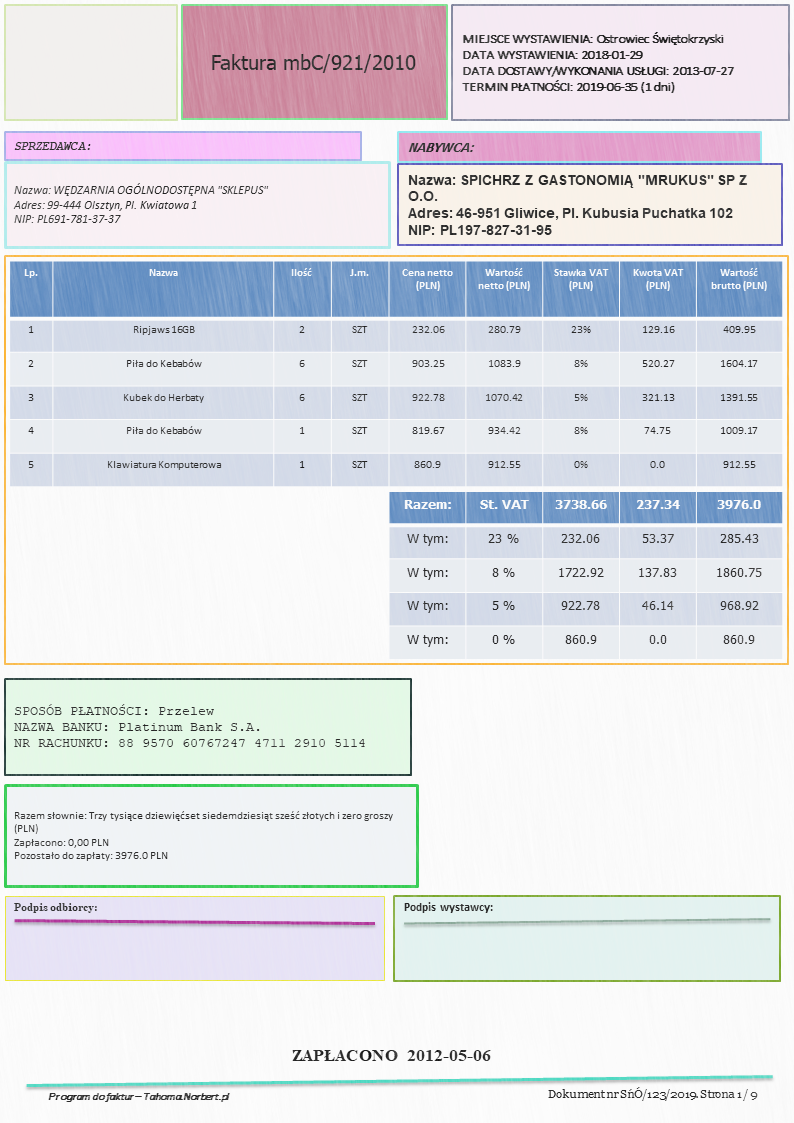 Faktura mbC/921/2010
MIEJSCE WYSTAWIENIA: Ostrowiec Świętokrzyski
DATA WYSTAWIENIA: 2018-01-29
DATA DOSTAWY/WYKONANIA USŁUGI: 2013-07-27
TERMIN PŁATNOŚCI: 2019-06-35 (1 dni)
SPRZEDAWCA:
Nazwa: WĘDZARNIA OGÓLNODOSTĘPNA "SKLEPUS"
Adres: 99-444 Olsztyn, Pl. Kwiatowa 1
NIP: PL691-781-37-37
NABYWCA:
Nazwa: SPICHRZ Z GASTONOMIĄ "MRUKUS" SP Z
O.O.
Adres: 46-951 Gliwice, Pl. Kubusia Puchatka 102
NIP: PL197-827-31-95
Lp. Nazwa Ilość J.m. Cena netto (PLN) Wartość netto (PLN) Stawka VAT (PLN) Kwota VAT (PLN) Wartość brutto (PLN)
1 Ripjaws 16GB 2 SZT 232.06 280.79 23% 129.16 409.95
2 Piła do Kebabów 6 SZT 903.25 1083.9 8% 520.27 1604.17
3 Kubek do Herbaty 6 SZT 922.78 1070.42 5% 321.13 1391.55
4 Piła do Kebabów 1 SZT 819.67 934.42 8% 74.75 1009.17
5 Klawiatura Komputerowa 1 SZT 860.9 912.55 0% 0.0 912.55
Razem: St. VAT 3738.66 237.34 3976.0
W tym: 23 % 232.06 53.37 285.43
W tym: 8 % 1722.92 137.83 1860.75
W tym: 5 % 922.78 46.14 968.92
W tym: 0 % 860.9 0.0 860.9
SPOSÓB PŁATNOŚCI: Przelew
NAZWA BANKU: Platinum Bank S.A.
NR RACHUNKU: 88 9570 60767247 4711 2910 5114
Razem słownie: Trzy tysiące dziewięćset siedemdziesiąt sześć złotych i zero groszy
(PLN)
Zapłacono: 0,00 PLN
Pozostało do zapłaty: 3976.0 PLN
Podpis odbiorcy:
Podpis wystawcy:
ZAPŁACONO 2012-05-06
Program do faktur – Tahoma.Norbert.pl
Dokument nr SńÓ/123/2019. Strona 1 / 9